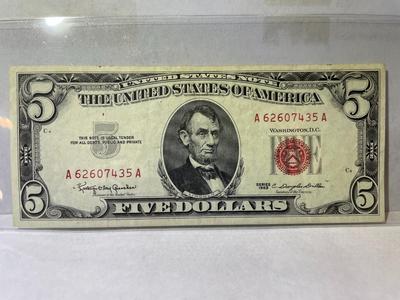 UNITED STATES NOTE
THE UNITED STATES OF AMERICA
5
5
THIS NOTE IS LEGAL TENDER
FOR ALL DEBTS, PUBLIC AND PRIVATE
A 62607435 A
WASHINGTON, D.C.
5
A 62607435 A
SERIES
1963
5
FIVE DOLLARS
5